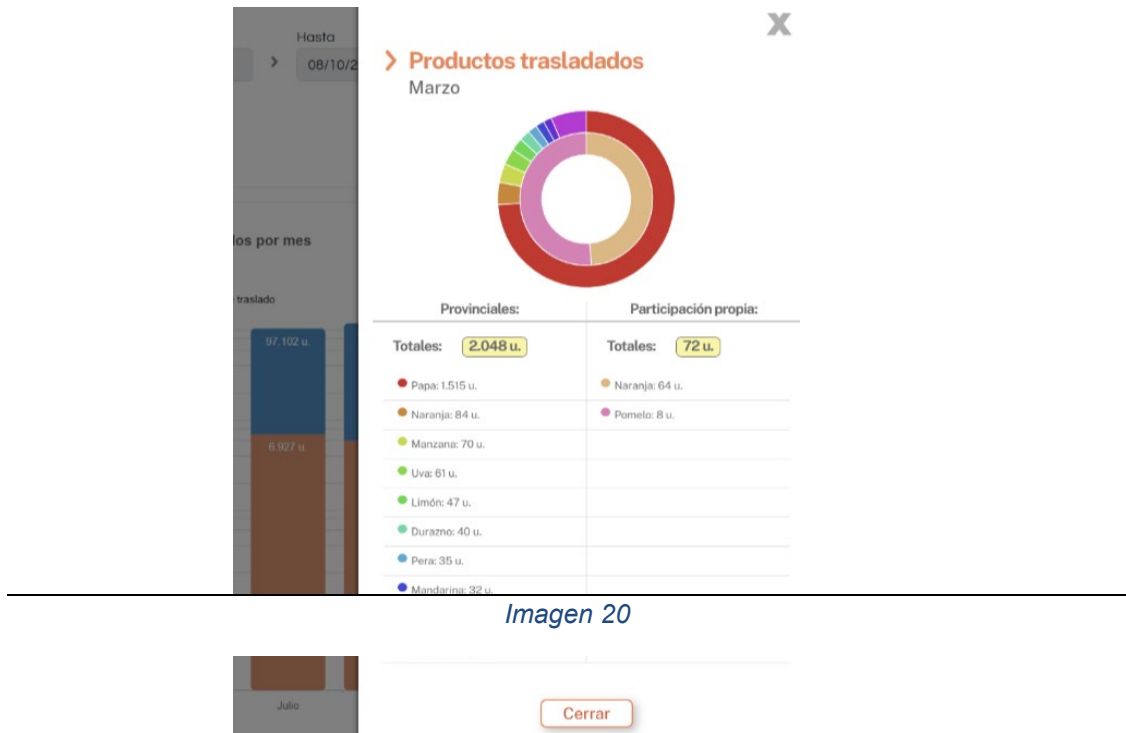 Hasta
X
> 08/10/2
> Productos trasladados
Marzo
los por mes
traslado
Provinciales: Participación propia:
97.102 u.
Totales: 2.048 u. Totales: 72 u.
Papa: 1.515 u. Naranja: 64 u.
Naranja: 84 u. Pomelo: 8 u.
Manzana: 70 u.
6.927 u.
Uva: 61 u.
Limón: 47 u.
Durazno: 40 u.
Pera: 35 u.
Mandarina: 32 u.
Imagen 20
Julio
Cerrar